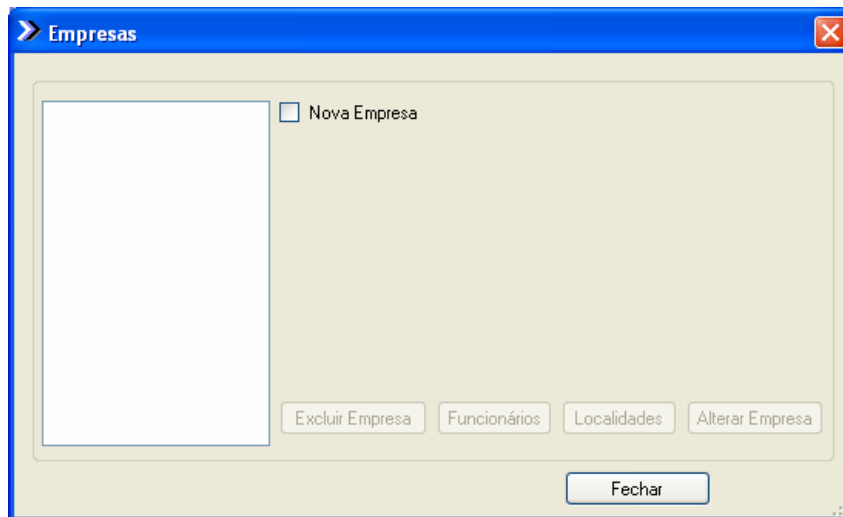 Empresas
Nova Empresa
Excluir Empresa Funcionários Localidades Alterar Empresa
Fechar